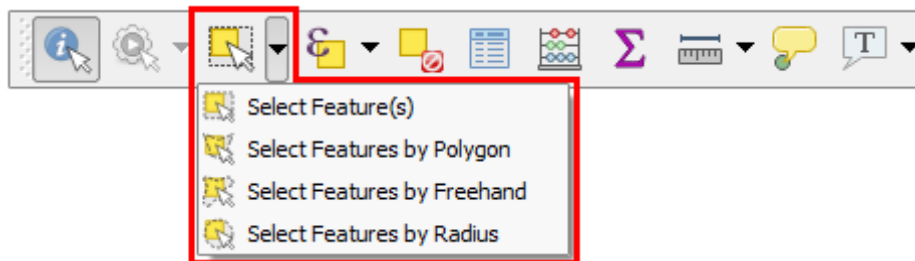 T
Select Feature(s)
Select Features by Polygon
Select Features by Freehand
Select Features by Radius